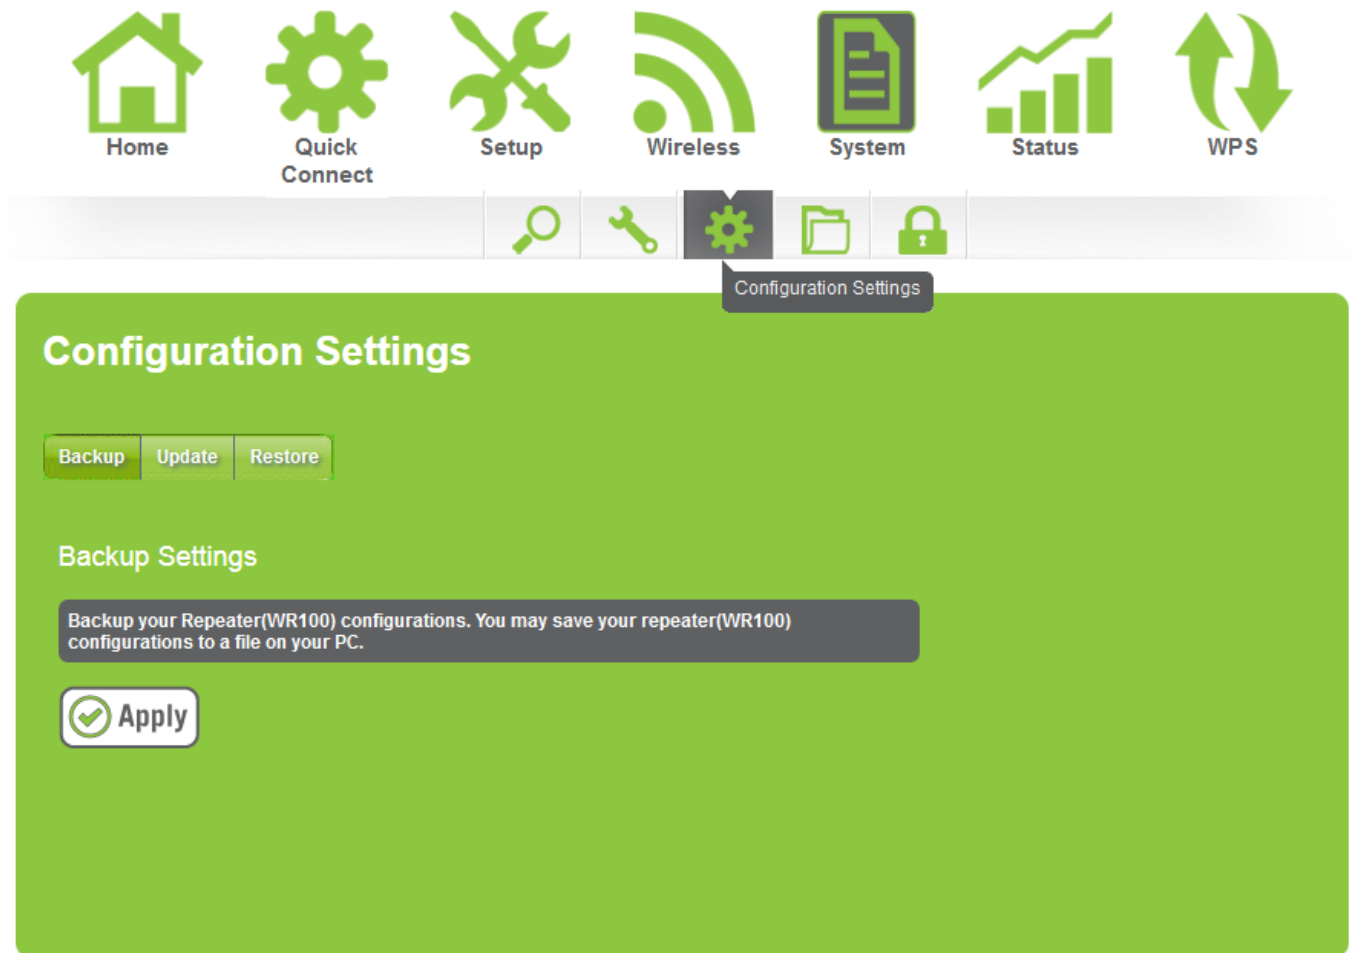 Home
Quick
Connect
Setup
Wireless
System
Status
WPS
Configuration Settings
Configuration Settings
Backup
Update
Restore
Backup Settings
Backup your Repeater(WR100) configurations. You may save your repeater(WR100)
configurations to a file on your PC.
Apply